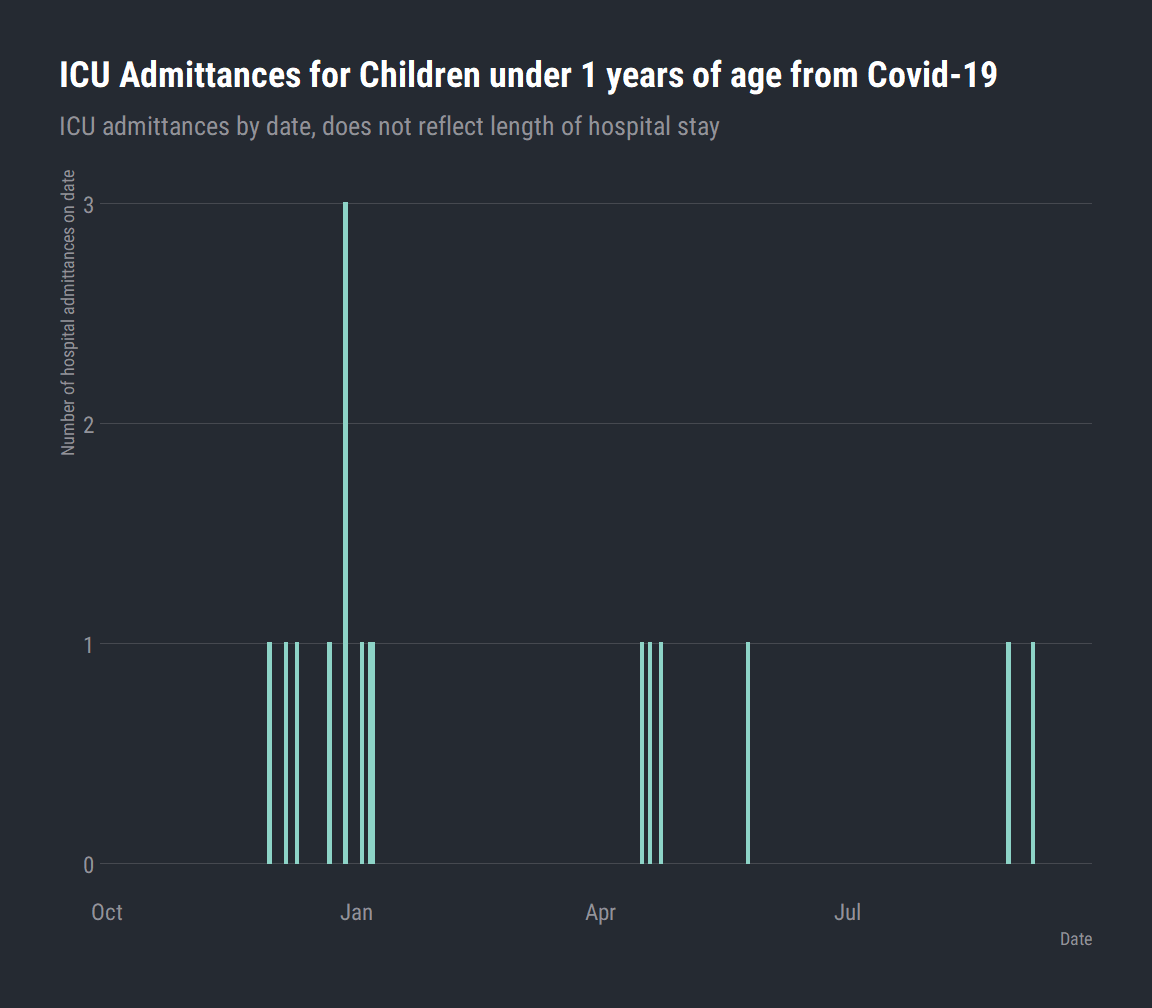 ICU Admittances for Children under 1 years of age from Covid-19
ICU admittances by date, does not reflect length of hospital stay
Number of hospital admittances on date
3
2
1
0
Oct Jan Apr Jul
Date